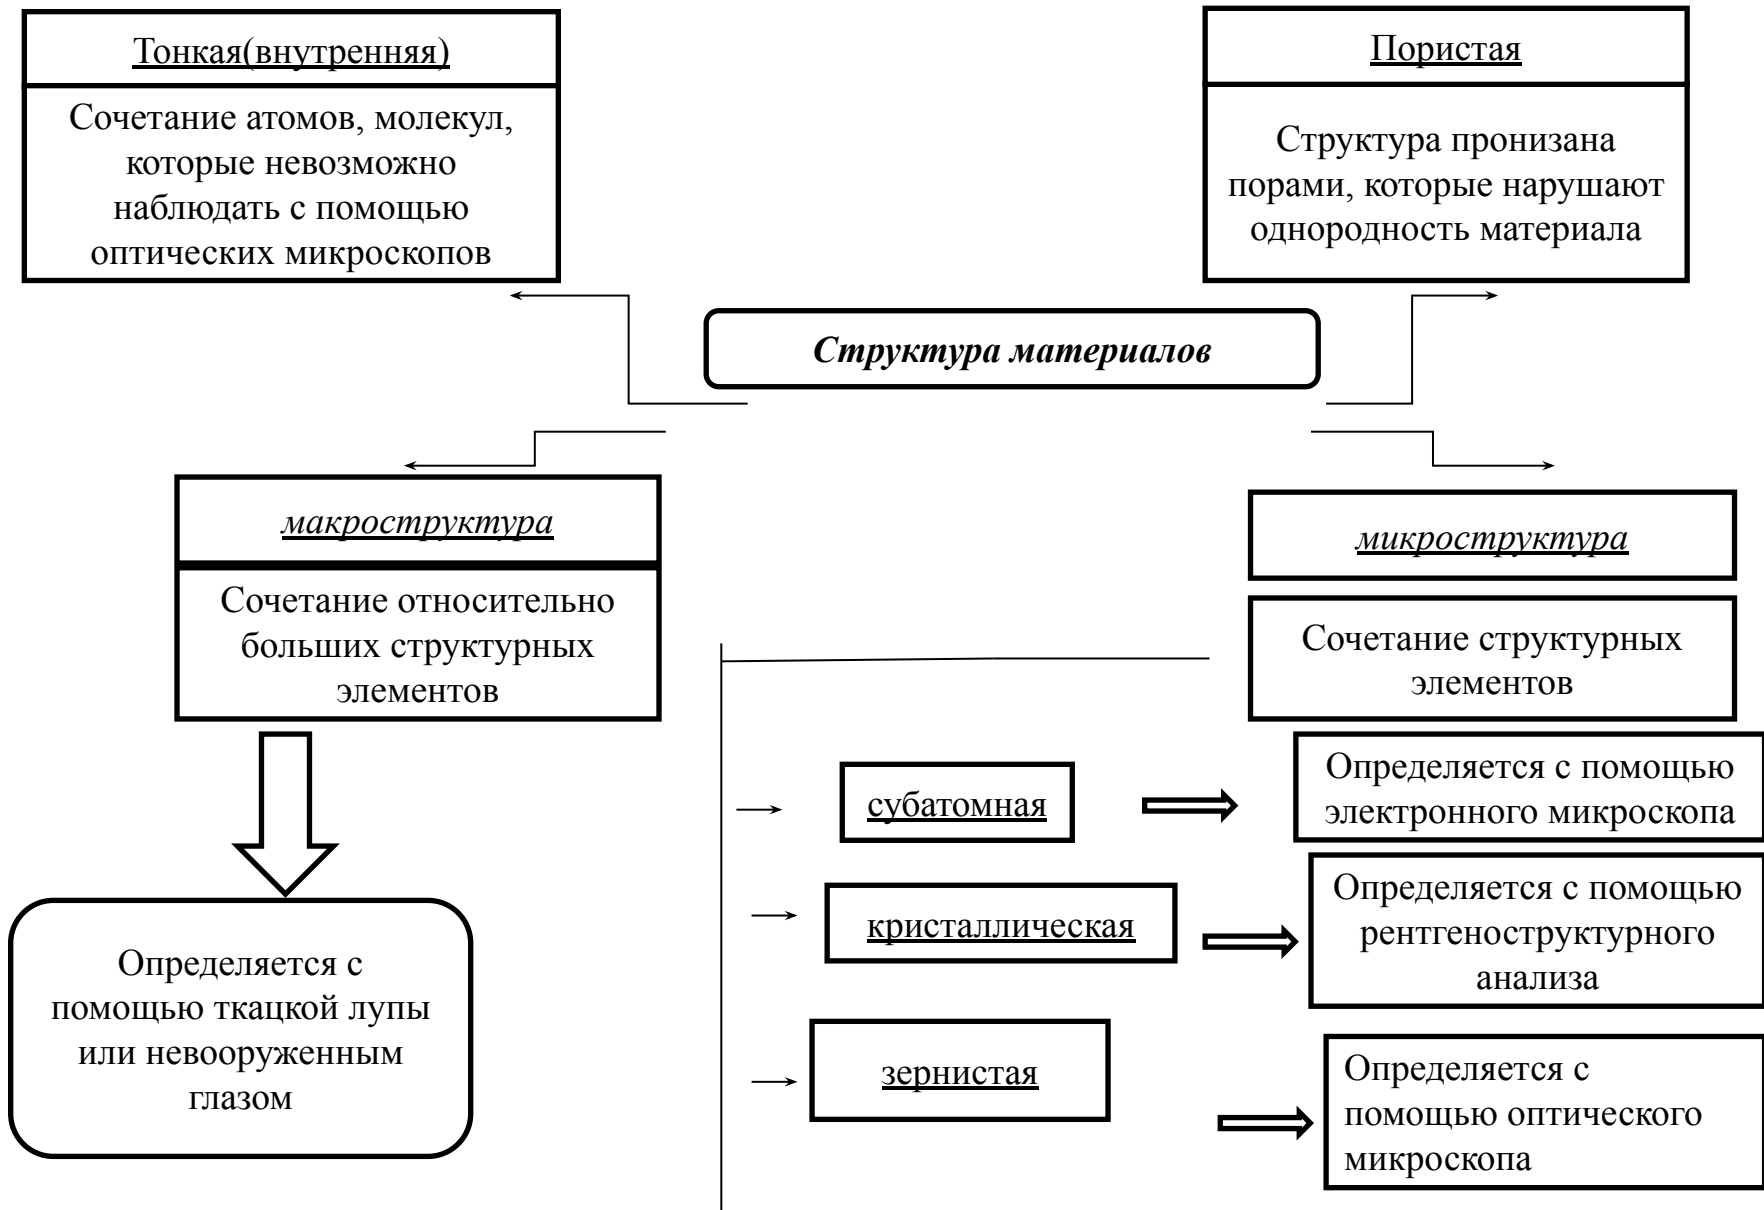 Тонкая(внутренняя)
Сочетание атомов, молекул,
которые невозможно
наблюдать с помощью
оптических микроскопов
Пористая
Структура пронизана
порами, которые нарушают
однородность материала
Структура материалов
макроструктура
Сочетание относительно
больших структурных
элементов
Определяется с
помощью ткацкой лупы
или невооруженным
глазом
микроструктура
Сочетание структурных
элементов
субатомная
Определяется с помощью
электронного микроскопа
кристаллическая
Определяется с помощью
рентгеноструктурного
анализа
зернистая
Определяется с
помощью оптического
микроскопа